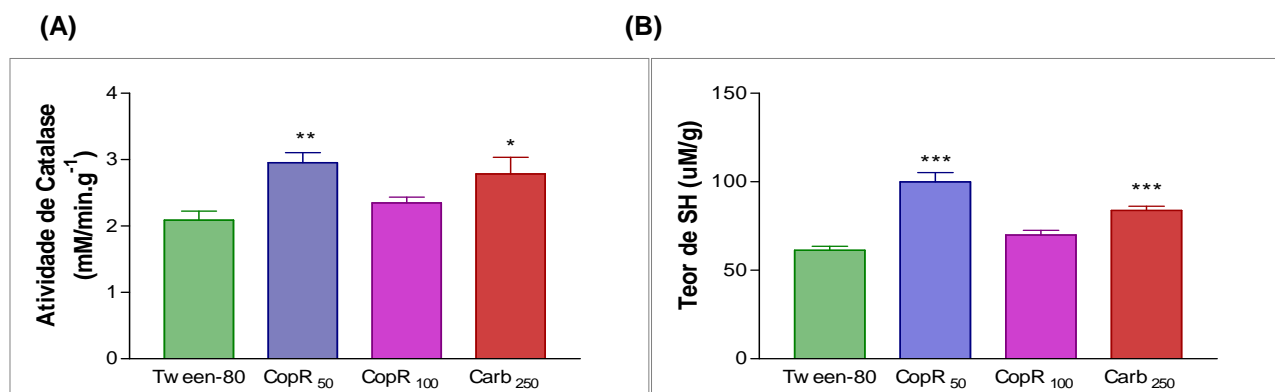 (A)
(B)
Atividade de Catalase
(mM/min.g-1)
4
3
2
1
0
**
*
Tween-80 CopR 50 CopR 100 Carb 250
Teor de SH (uM/g)
150
100
50
0
***
***
Tween-80 CopR 50 CopR 100 Carb 250